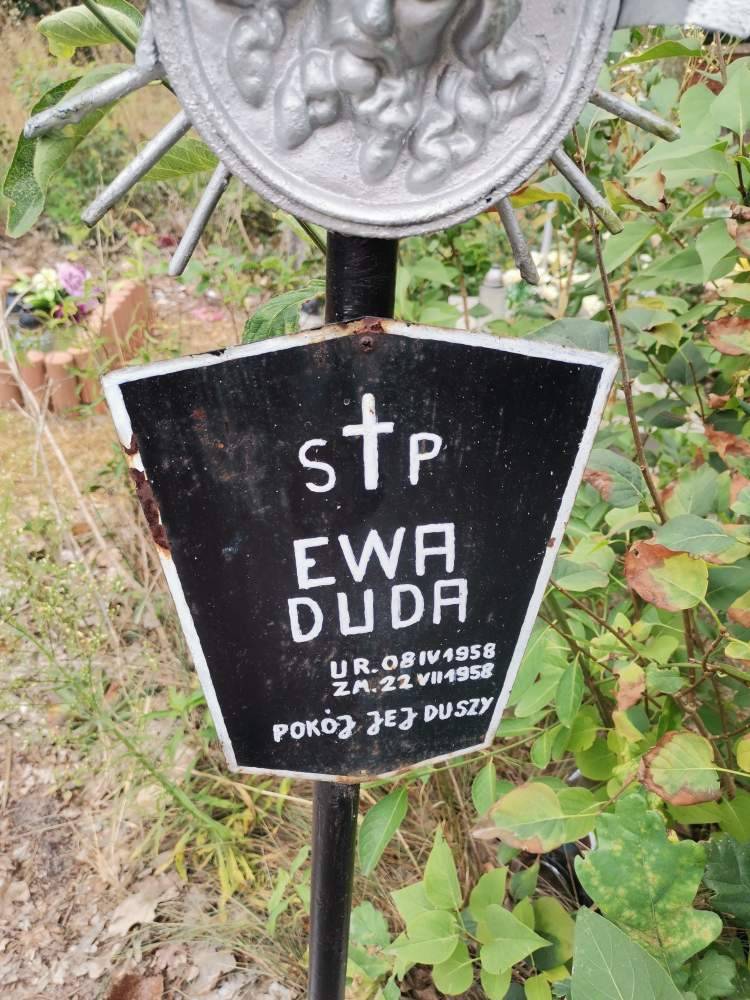 S✝P
EWA
DUDA
UR. 08 IV 1958
ZM. 22 VII 1958
POKÓJ JEJ DUSZY